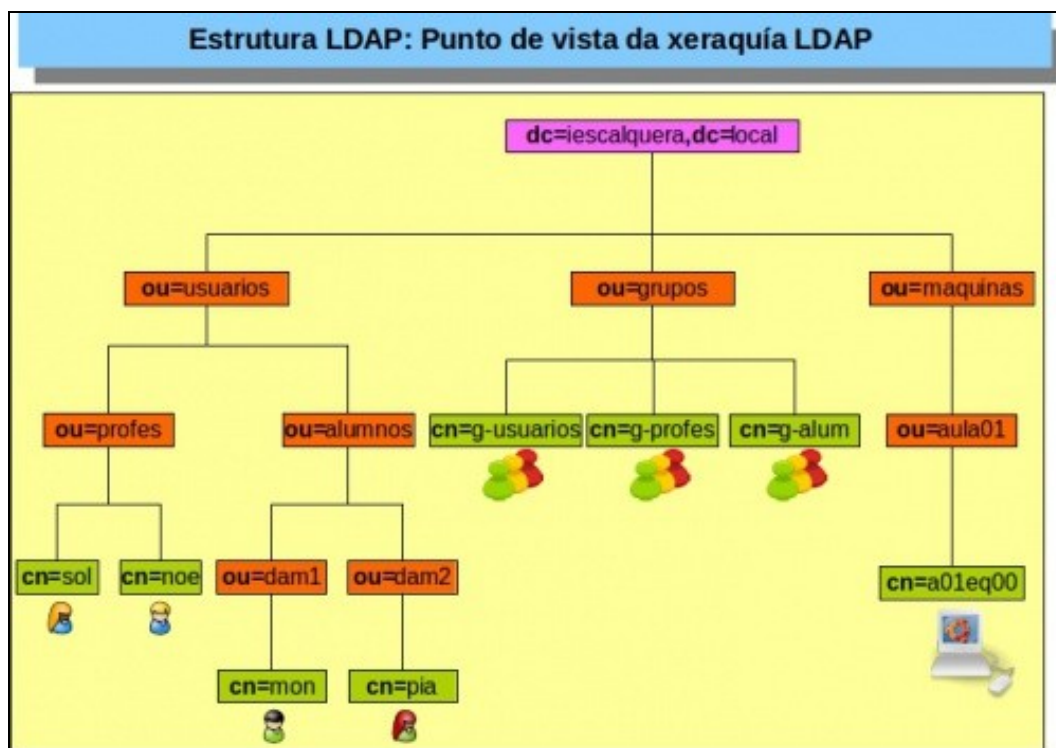 Estrutura LDAP: Punto de vista da xeraquía LDAP
dc=iescalquera,dc=local
ou=usuarios
ou=grupos
ou=maquinas
ou=profes
ou=alumnos
cn=g-usuarios
cn=g-profes
cn=g-alum
ou=aula01
cn=sol
cn=noe
ou=dam1
ou=dam2
cn=a01eq00
cn=mon
cn=pia